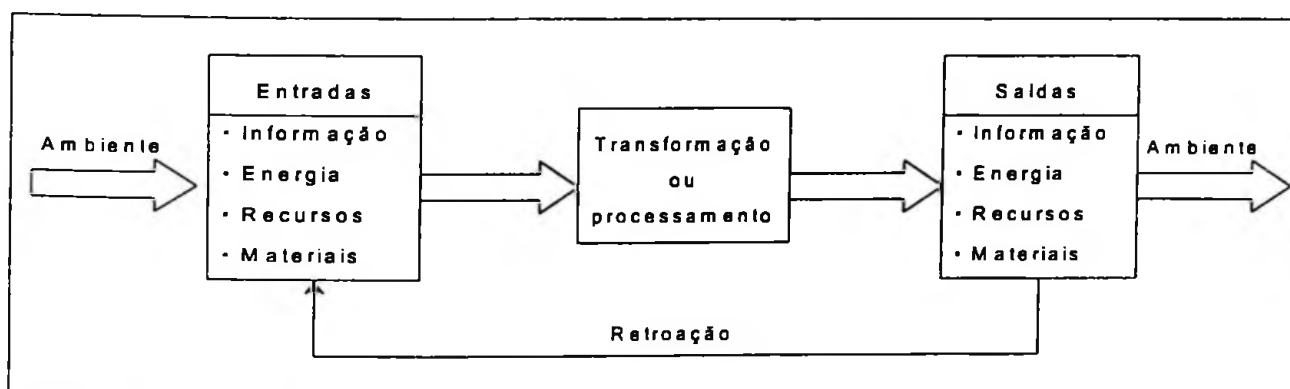 Ambiente
Entradas
· Informação
· Energia
· Recursos
· Materiais
Transformação
ou
processamento
Saídas
· Informação
· Energia
· Recursos
· Materiais
Ambiente
Retroação